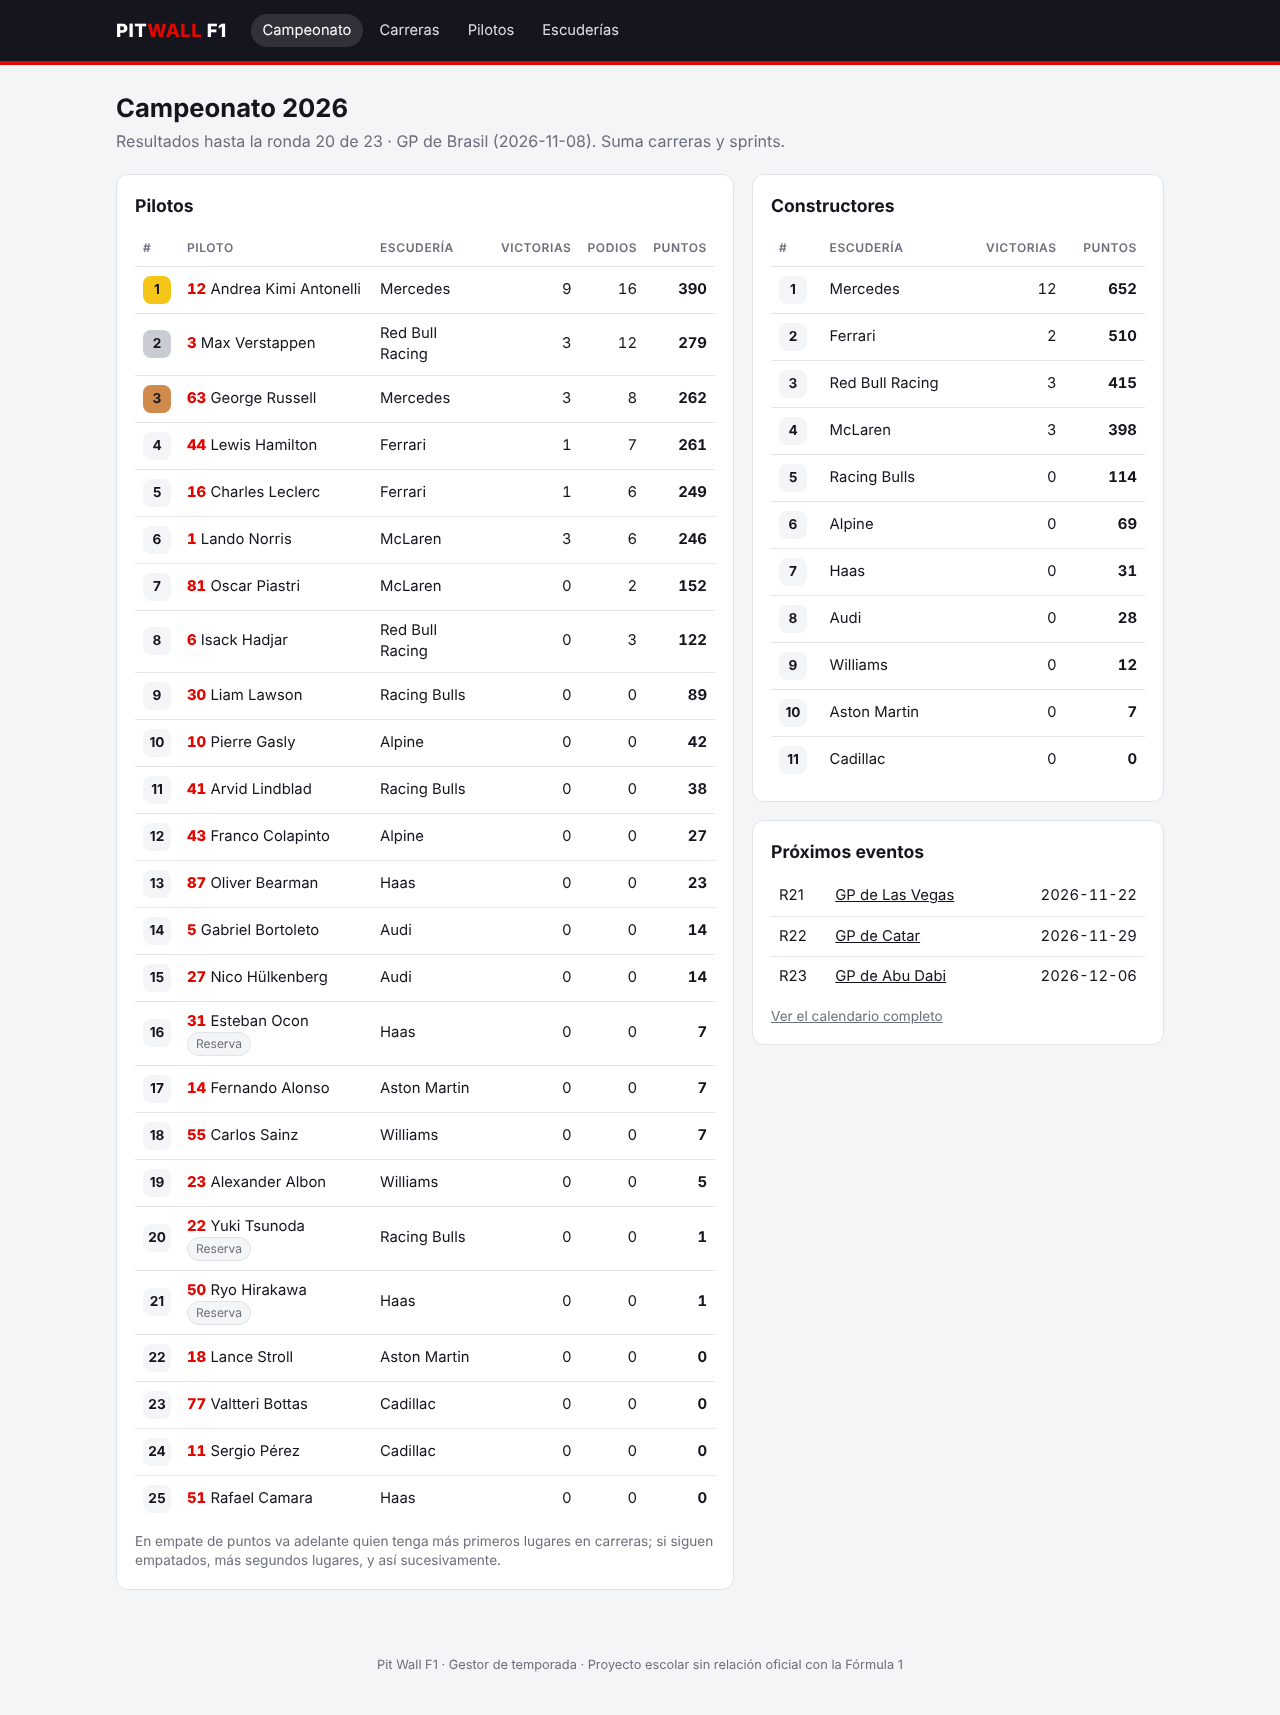 PITWALL F1 Campeonato Carreras Pilotos Escuderías
Campeonato 2026
Resultados hasta la ronda 20 de 23 · GP de Brasil (2026-11-08). Suma carreras y sprints.
Pilotos
# PILOTO ESCUDERÍA VICTORIAS PODIOS PUNTOS
1 12 Andrea Kimi Antonelli Mercedes 9 16 390
2 3 Max Verstappen Red Bull Racing 3 12 279
3 63 George Russell Mercedes 3 8 262
4 44 Lewis Hamilton Ferrari 1 7 261
5 16 Charles Leclerc Ferrari 1 6 249
6 1 Lando Norris McLaren 3 6 246
7 81 Oscar Piastri McLaren 0 2 152
8 6 Isack Hadjar Red Bull Racing 0 3 122
9 30 Liam Lawson Racing Bulls 0 0 89
10 10 Pierre Gasly Alpine 0 0 42
11 41 Arvid Lindblad Racing Bulls 0 0 38
12 43 Franco Colapinto Alpine 0 0 27
13 87 Oliver Bearman Haas 0 0 23
14 5 Gabriel Bortoleto Audi 0 0 14
15 27 Nico Hülkenberg Audi 0 0 14
16 31 Esteban Ocon Reserva Haas 0 0 7
17 14 Fernando Alonso Aston Martin 0 0 7
18 55 Carlos Sainz Williams 0 0 7
19 23 Alexander Albon Williams 0 0 5
20 22 Yuki Tsunoda Reserva Racing Bulls 0 0 1
21 50 Ryo Hirakawa Reserva Haas 0 0 1
22 18 Lance Stroll Aston Martin 0 0 0
23 77 Valtteri Bottas Cadillac 0 0 0
24 11 Sergio Pérez Cadillac 0 0 0
25 51 Rafael Camara Haas 0 0 0
En empate de puntos va adelante quien tenga más primeros lugares en carreras; si siguen
empatados, más segundos lugares, y así sucesivamente.
Constructores
# ESCUDERÍA VICTORIAS PUNTOS
1 Mercedes 12 652
2 Ferrari 2 510
3 Red Bull Racing 3 415
4 McLaren 3 398
5 Racing Bulls 0 114
6 Alpine 0 69
7 Haas 0 31
8 Audi 0 28
9 Williams 0 12
10 Aston Martin 0 7
11 Cadillac 0 0
Próximos eventos
R21 GP de Las Vegas 2026-11-22
R22 GP de Catar 2026-11-29
R23 GP de Abu Dabi 2026-12-06
Ver el calendario completo
Pit Wall F1 · Gestor de temporada · Proyecto escolar sin relación oficial con la Fórmula 1